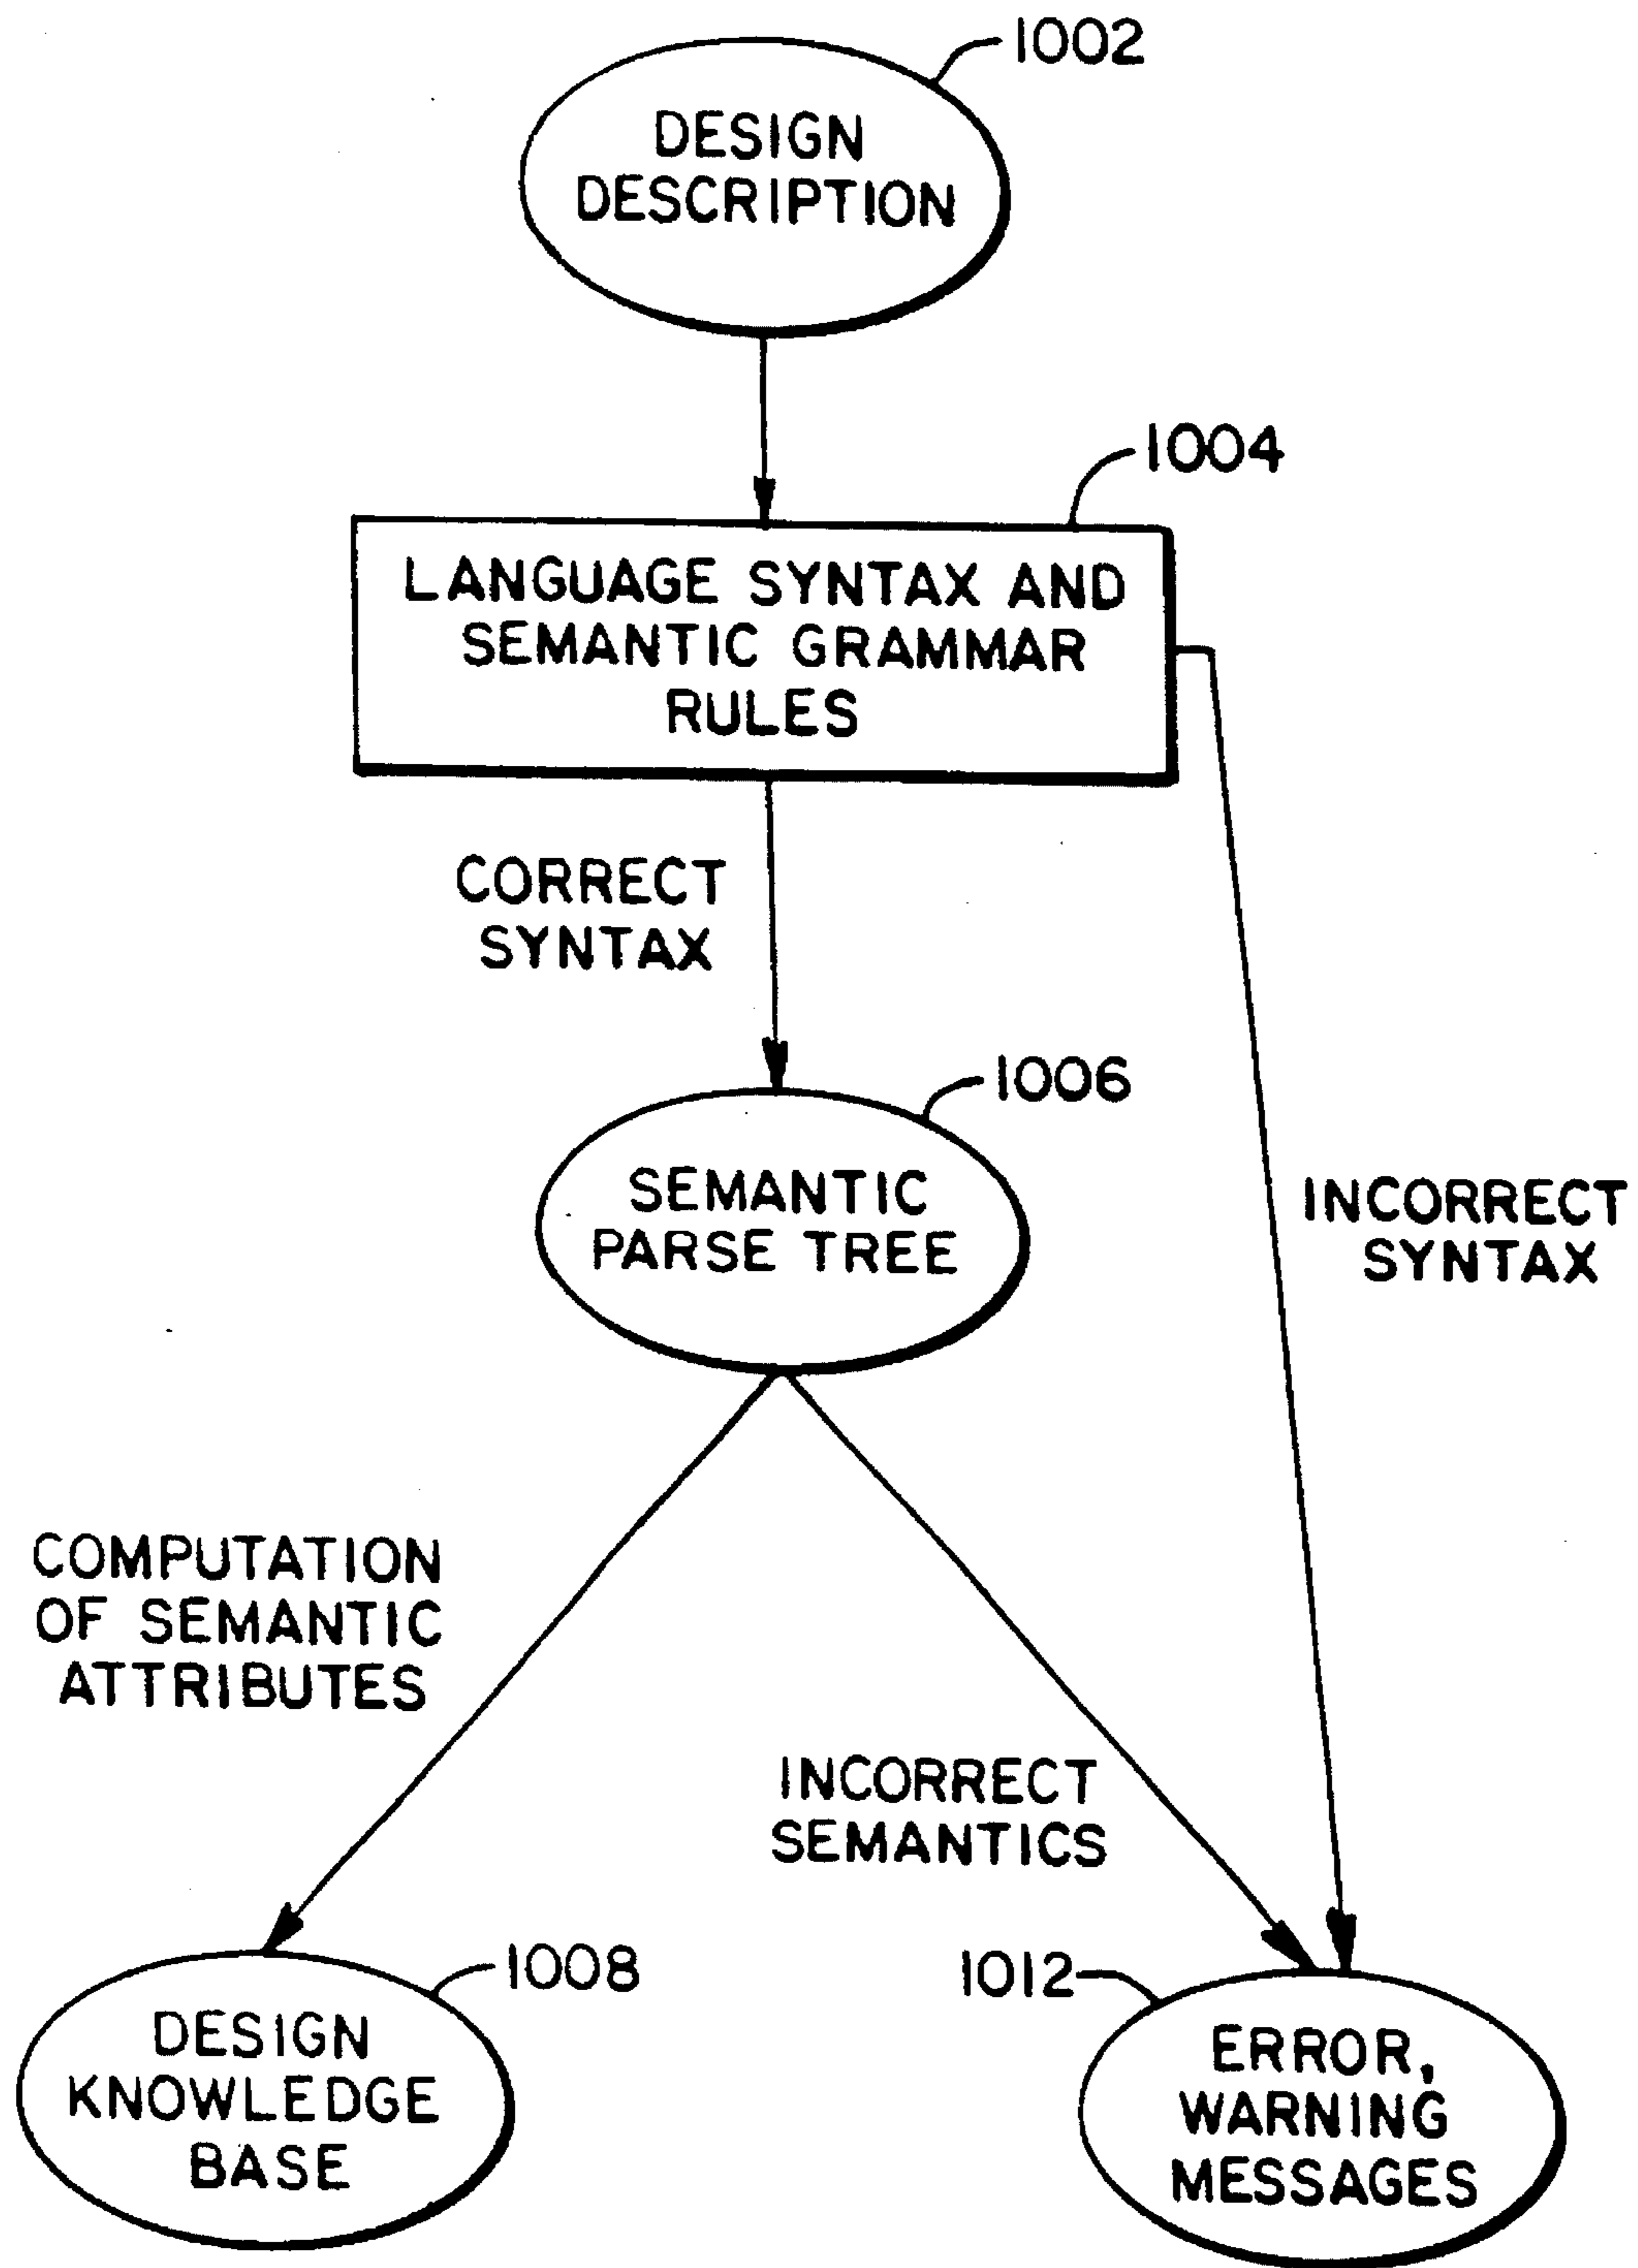 1002
DESIGN
DESCRIPTION
1004
LANGUAGE SYNTAX AND
SEMANTIC GRAMMAR
RULES
CORRECT
SYNTAX
1006
SEMANTIC
PARSE TREE
INCORRECT
SYNTAX
COMPUTATION
OF SEMANTIC
ATTRIBUTES
INCORRECT
SEMANTICS
1008
DESIGN
KNOWLEDGE
BASE
1012
ERROR,
WARNING
MESSAGES